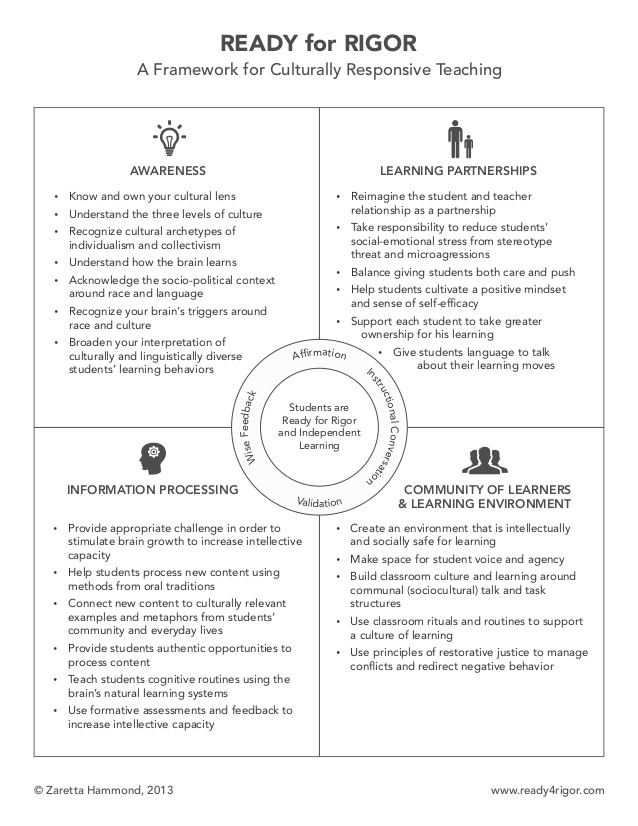 READY for RIGOR
A Framework for Culturally Responsive Teaching
AWARENESS
• Know and own your cultural lens
• Understand the three levels of culture
• Recognize cultural archetypes of
individualism and collectivism
• Understand how the brain learns
• Acknowledge the socio-political context
around race and language
• Recognize your brain's triggers around
race and culture
• Broaden your interpretation of
culturally and linguistically diverse
students' learning behaviors
LEARNING PARTNERSHIPS
• Reimagine the student and teacher
relationship as a partnership
• Take responsibility to reduce students'
social-emotional stress from stereotype
threat and microagressions
• Balance giving students both care and push
• Help students cultivate a positive mindset
and sense of self-efficacy
• Support each student to take greater
ownership for his learning
• Give students language to talk
about their learning moves
Affirmation
Instructional Conversation
Validation
Wise Feedback
Students are
Ready for Rigor
and Independent
Learning
INFORMATION PROCESSING
• Provide appropriate challenge in order to
stimulate brain growth to increase intellective
capacity
• Help students process new content using
methods from oral traditions
• Connect new content to culturally relevant
examples and metaphors from students'
community and everyday lives
• Provide students authentic opportunities to
process content
• Teach students cognitive routines using the
brain's natural learning systems
• Use formative assessments and feedback to
increase intellective capacity
COMMUNITY OF LEARNERS
& LEARNING ENVIRONMENT
• Create an environment that is intellectually
and socially safe for learning
• Make space for student voice and agency
• Build classroom culture and learning around
communal (sociocultural) talk and task
structures
• Use classroom rituals and routines to support
a culture of learning
• Use principles of restorative justice to manage
conflicts and redirect negative behavior
© Zaretta Hammond, 2013
www.ready4rigor.com